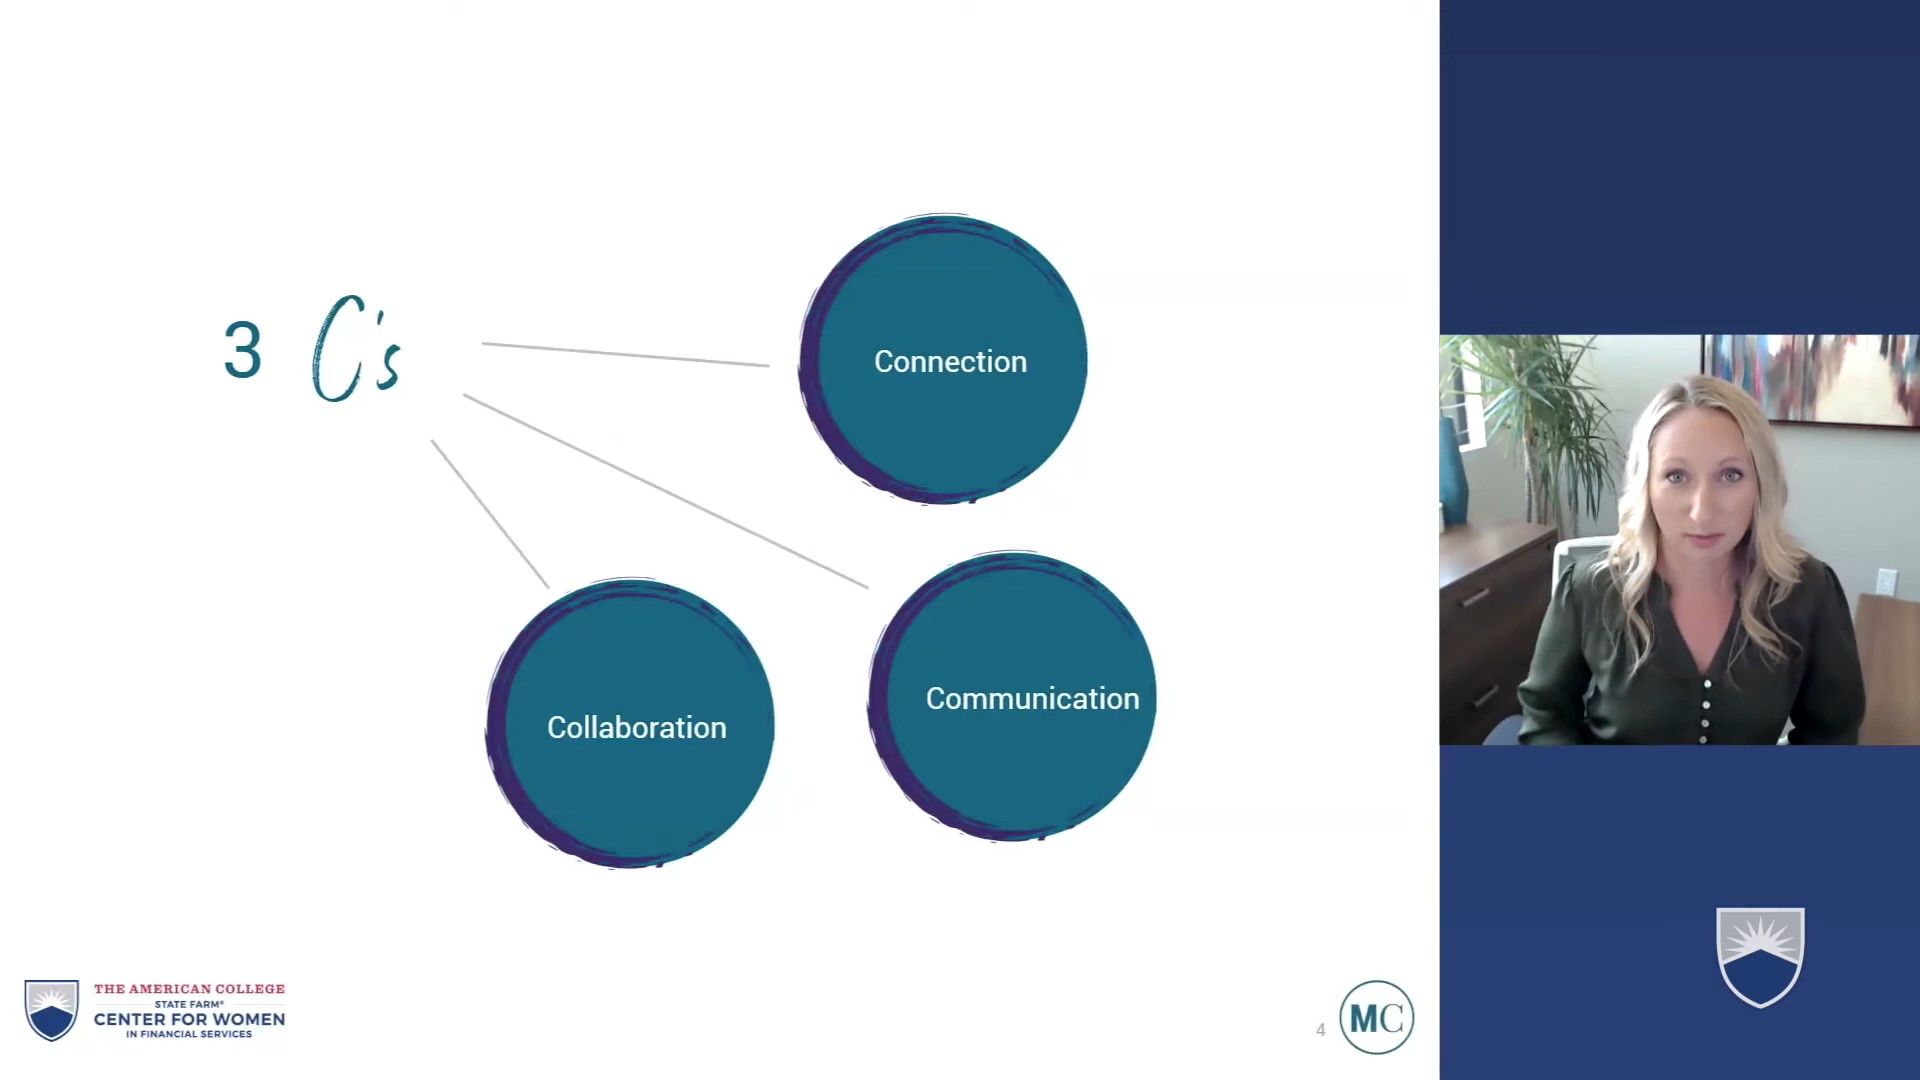 3 C's
Connection
Communication
Collaboration
THE AMERICAN COLLEGE
STATE FARM®
CENTER FOR WOMEN
IN FINANCIAL SERVICES
4
MC